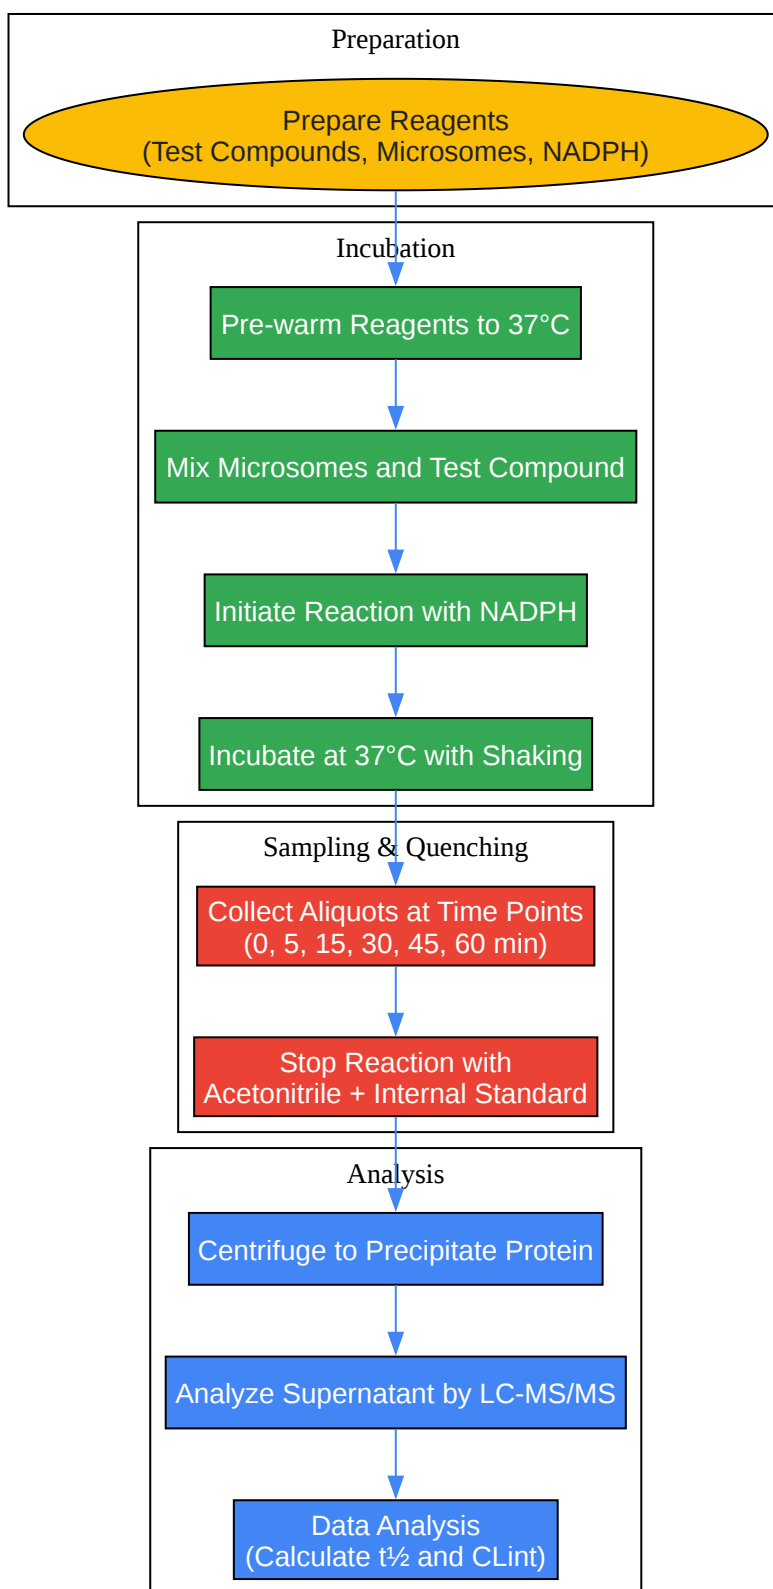 Preparation
Prepare Reagents
(Test Compounds, Microsomes, NADPH)
Incubation
Pre-warm Reagents to 37°C
Mix Microsomes and Test Compound
Initiate Reaction with NADPH
Incubate at 37°C with Shaking
Sampling & Quenching
Collect Aliquots at Time Points
(0, 5, 15, 30, 45, 60 min)
Stop Reaction with
Acetonitrile + Internal Standard
Analysis
Centrifuge to Precipitate Protein
Analyze Supernatant by LC-MS/MS
Data Analysis
(Calculate t½ and CLint)